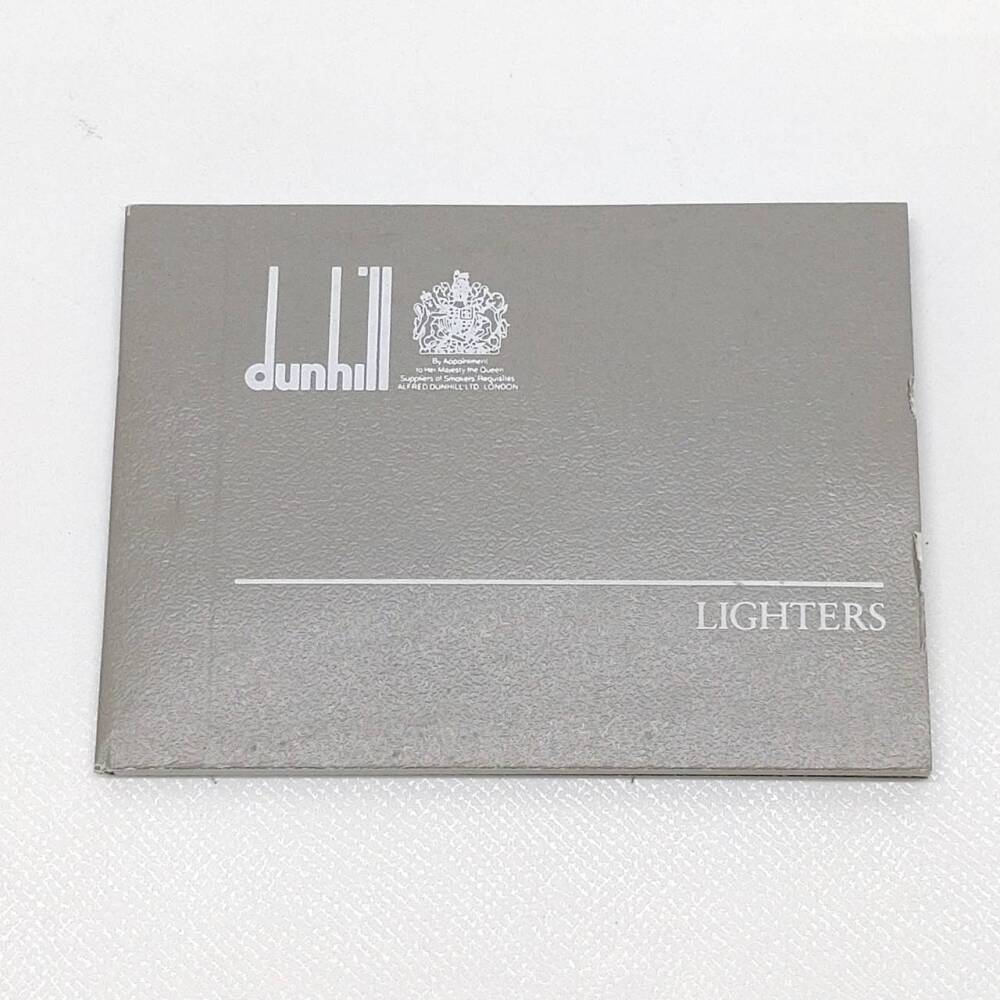 dunhill
By Appointment
to Her Majesty the Queen
Suppliers of Smokers Requisites
ALFRED DUNHILL LTD. LONDON
LIGHTERS